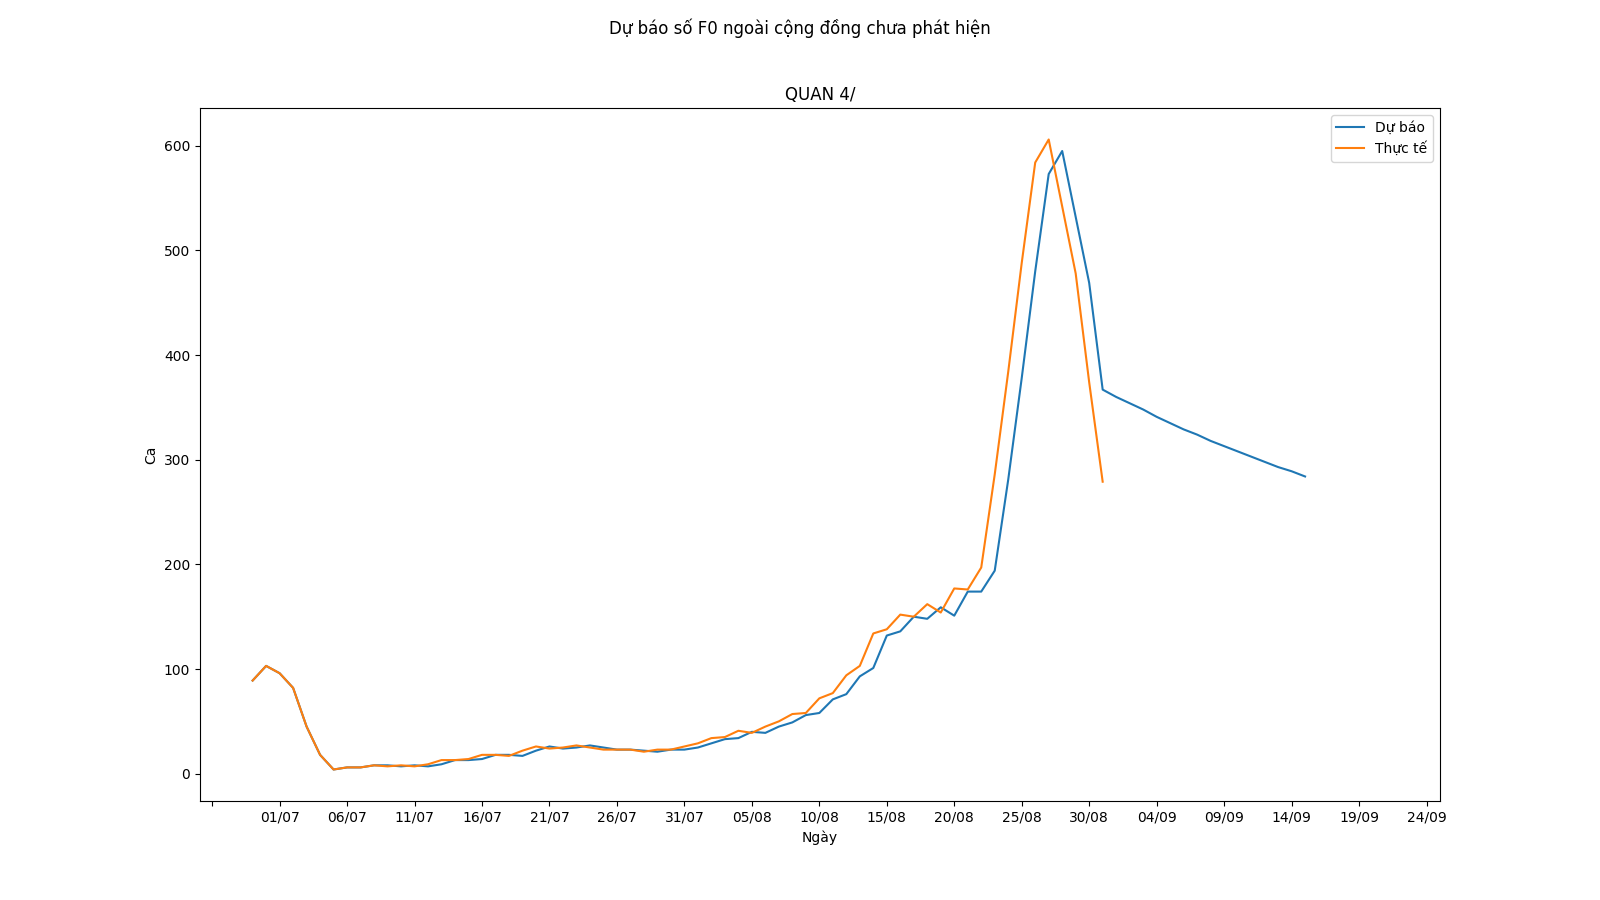 Dự báo số F0 ngoài cộng đồng chưa phát hiện
QUAN 4/
Dự báo
Thực tế
600
500
400
300
200
100
0
Ca
01/07 06/07 11/07 16/07 21/07 26/07 31/07 05/08 10/08 15/08 20/08 25/08 30/08 04/09 09/09 14/09 19/09 24/09
Ngày